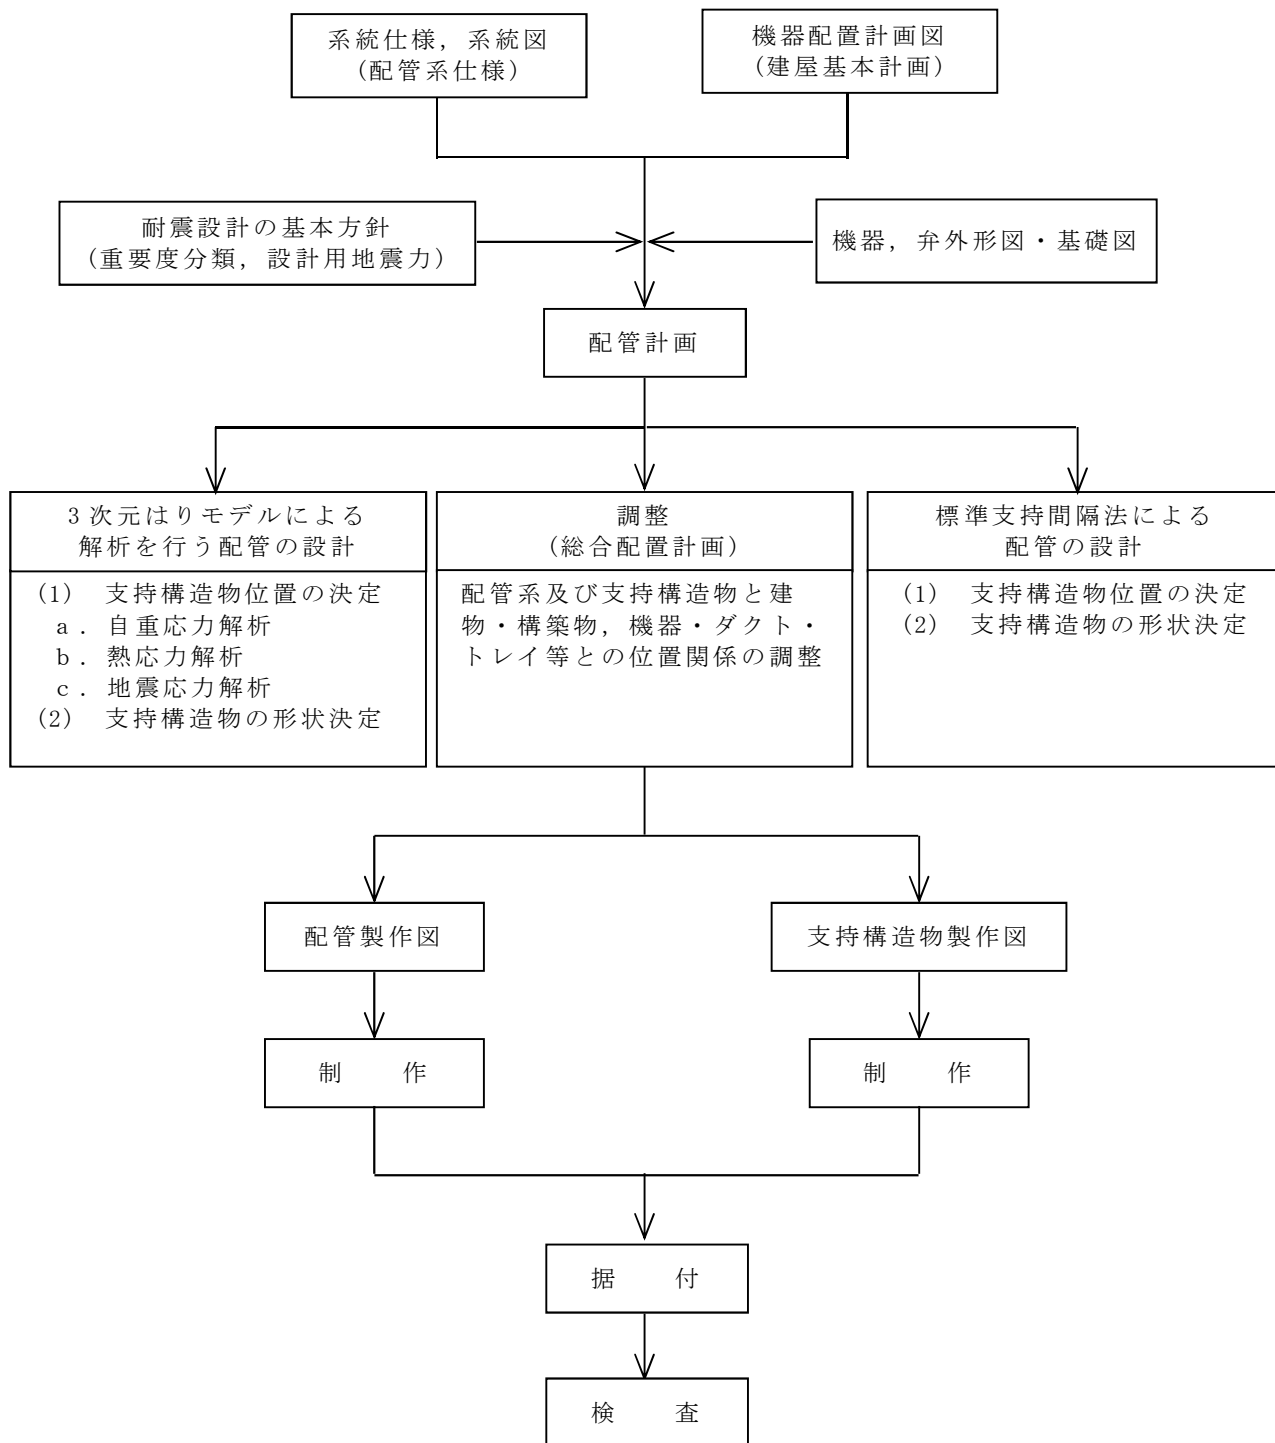 系統仕様，系統図
（配管系仕様）
機器配置計画図
（建屋基本計画）
耐震設計の基本方針
（重要度分類，設計用地震力）
機器，弁外形図・基礎図
配管計画
3次元はりモデルによる
解析を行う配管の設計
(1)　支持構造物位置の決定
a．自重応力解析
b．熱応力解析
c．地震応力解析
(2)　支持構造物の形状決定
調整
（総合配置計画）
配管系及び支持構造物と建
物・構築物，機器・ダクト・
トレイ等との位置関係の調整
標準支持間隔法による
配管の設計
(1)　支持構造物位置の決定
(2)　支持構造物の形状決定
配管製作図
支持構造物製作図
制　　作
制　　作
据　　付
検　　査